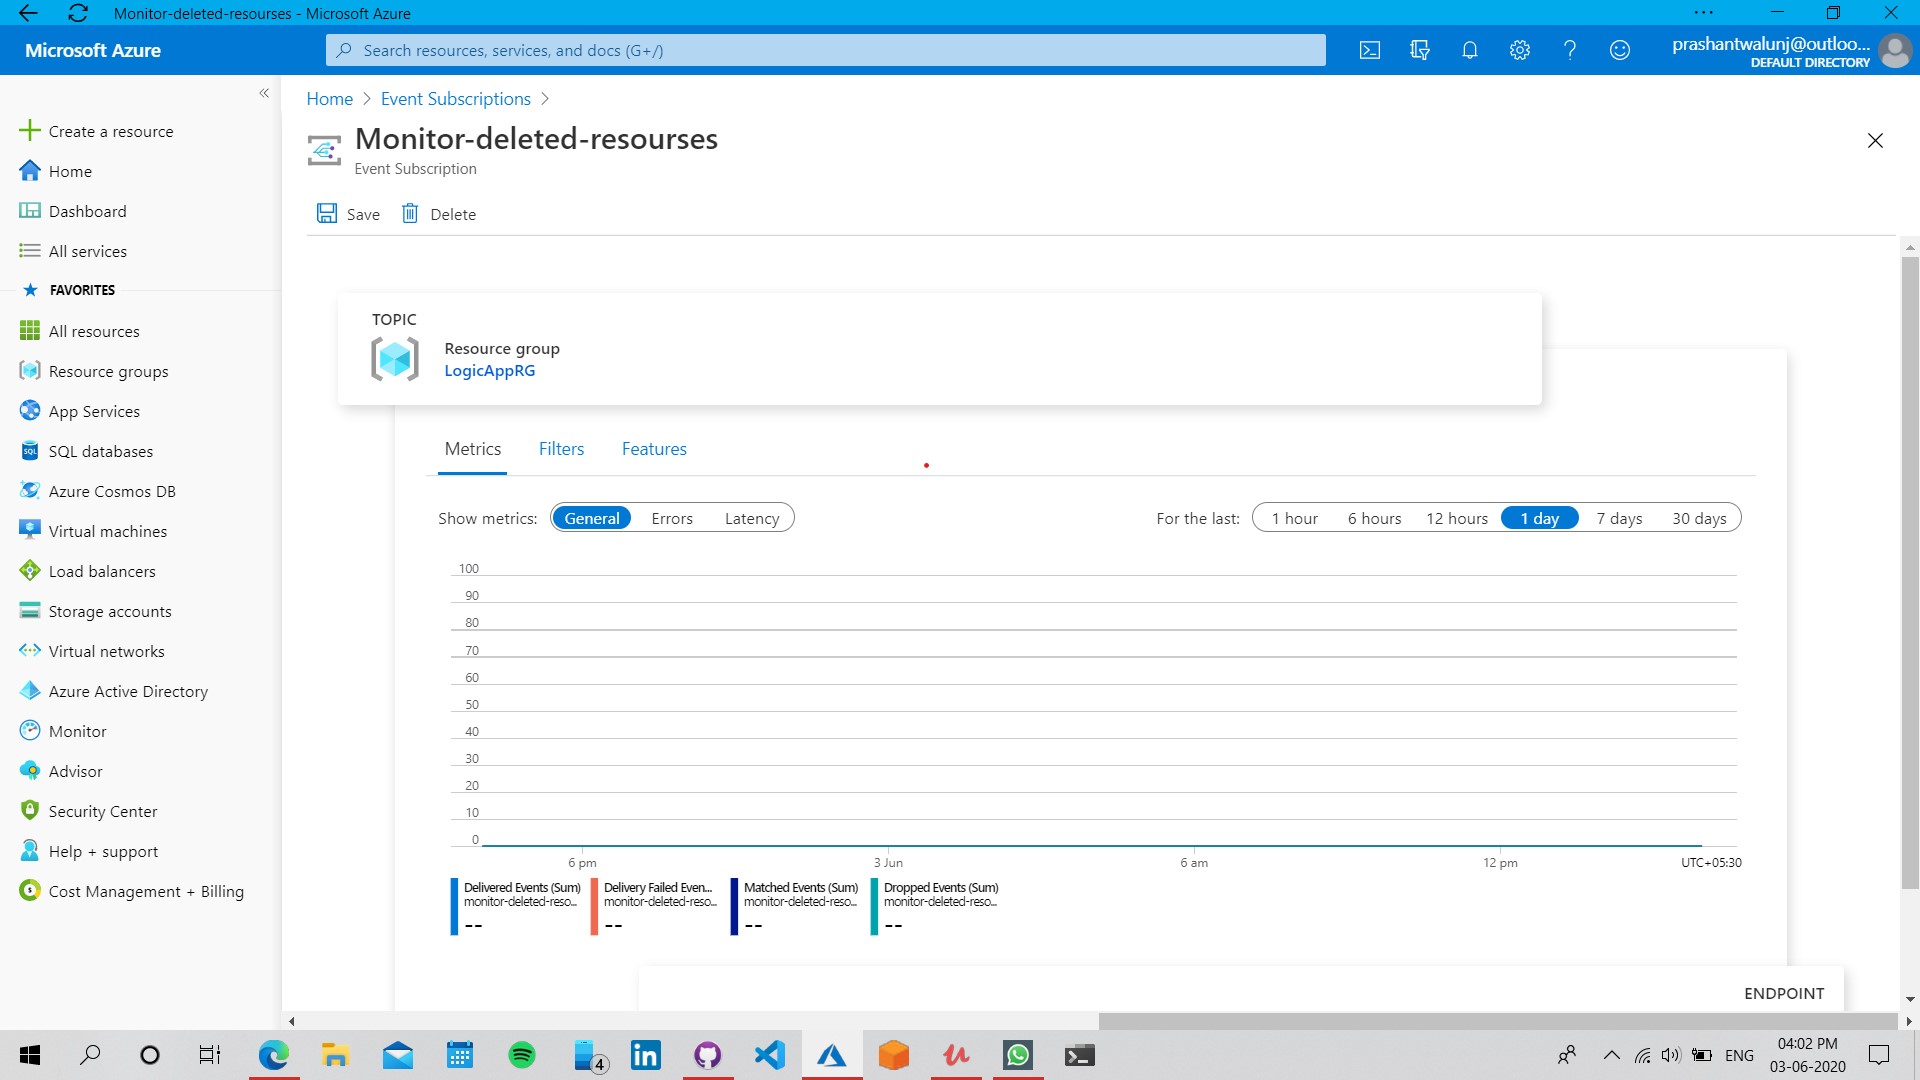 Monitor-deleted-resourses - Microsoft Azure
Microsoft Azure
Search resources, services, and docs (G+/)
prashantwalunj@outloo...
DEFAULT DIRECTORY
Create a resource
Home
Dashboard
All services
FAVORITES
All resources
Resource groups
App Services
SQL databases
Azure Cosmos DB
Virtual machines
Load balancers
Storage accounts
Virtual networks
Azure Active Directory
Monitor
Advisor
Security Center
Help + support
Cost Management + Billing
Home > Event Subscriptions >
Monitor-deleted-resourses
Event Subscription
Save Delete
TOPIC
Resource group
LogicAppRG
Metrics Filters Features
Show metrics: General Errors Latency
For the last: 1 hour 6 hours 12 hours 1 day 7 days 30 days
100
90
80
70
60
50
40
30
20
10
0
6 pm 3 Jun 6 am 12 pm UTC+05:30
Delivered Events (Sum)
monitor-deleted-reso...
--
Delivery Failed Even...
monitor-deleted-reso...
--
Matched Events (Sum)
monitor-deleted-reso...
--
Dropped Events (Sum)
monitor-deleted-reso...
--
ENDPOINT
4
ENG
04:02 PM
03-06-2020